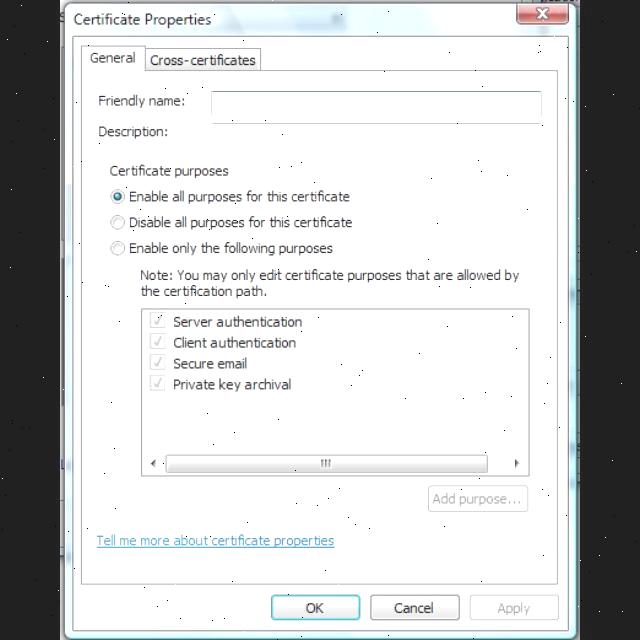 Certificate Properties
General
Cross-certificates
Friendly name:
Description:
Certificate purposes
Enable all purposes for this certificate
Disable all purposes for this certificate
Enable only the following purposes
Note: You may only edit certificate purposes that are allowed by
the certification path.
Server authentication
Client authentication
Secure email
Private key archival
Add purpose...
Tell me more about certificate properties
OK
Cancel
Apply